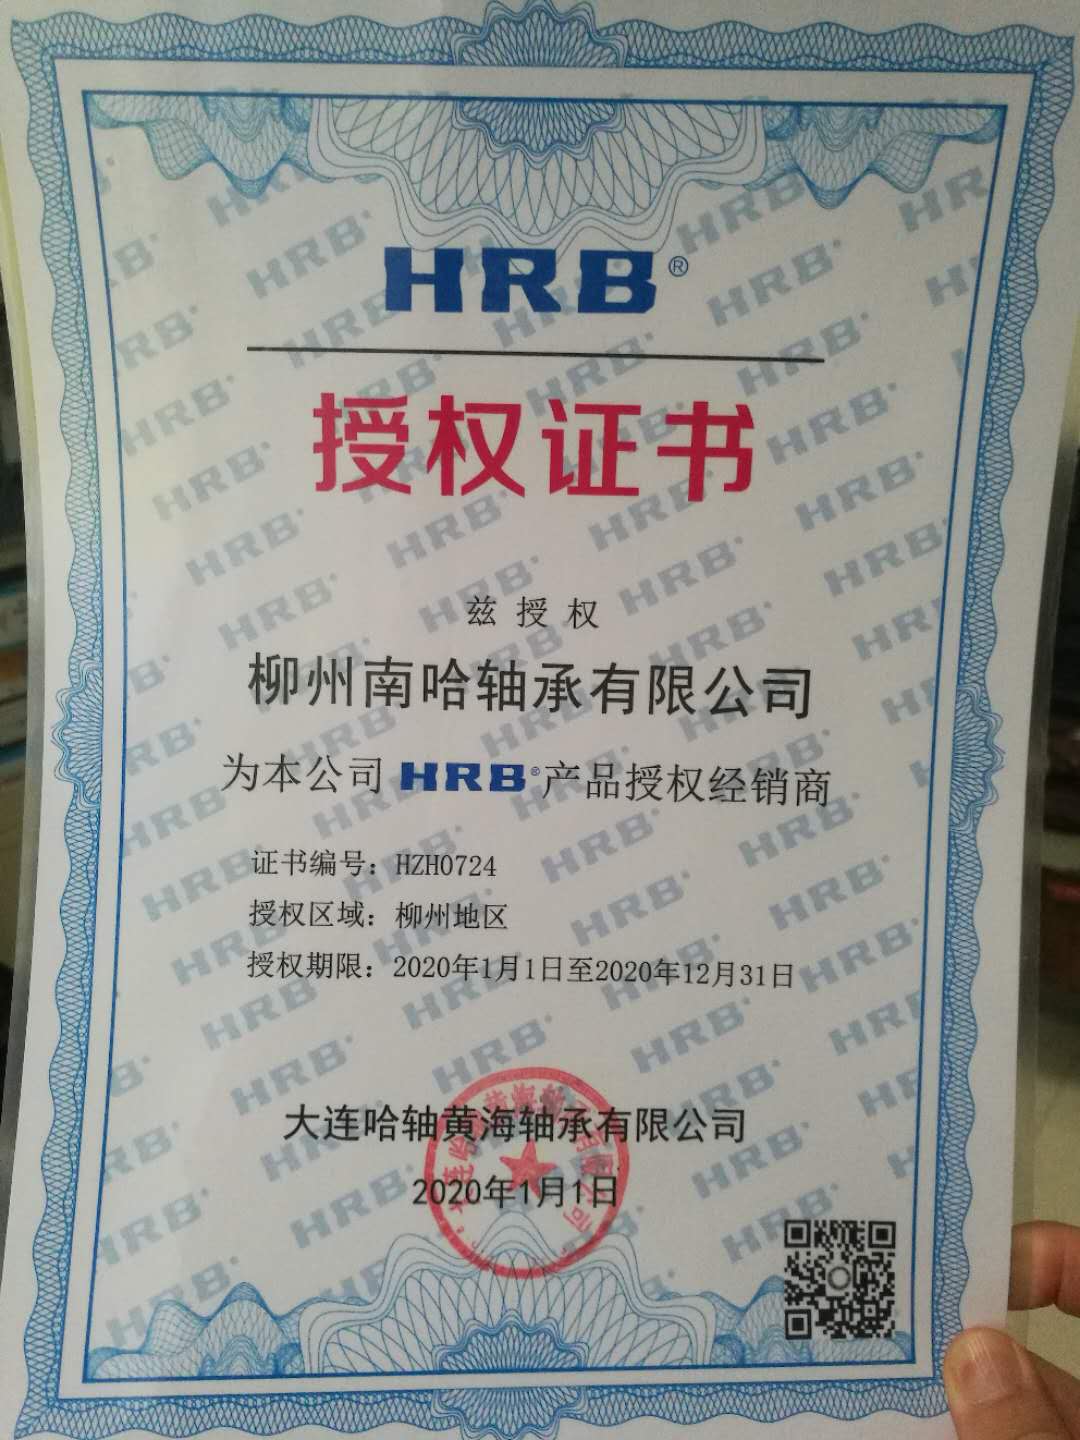 HRB®
授权证书
兹授权
柳州南哈轴承有限公司
为本公司HRB®产品授权经销商
证书编号：HZH0724
授权区域：柳州地区
授权期限：2020年1月1日至2020年12月31日
大连哈轴黄海轴承有限公司
2020年1月1日